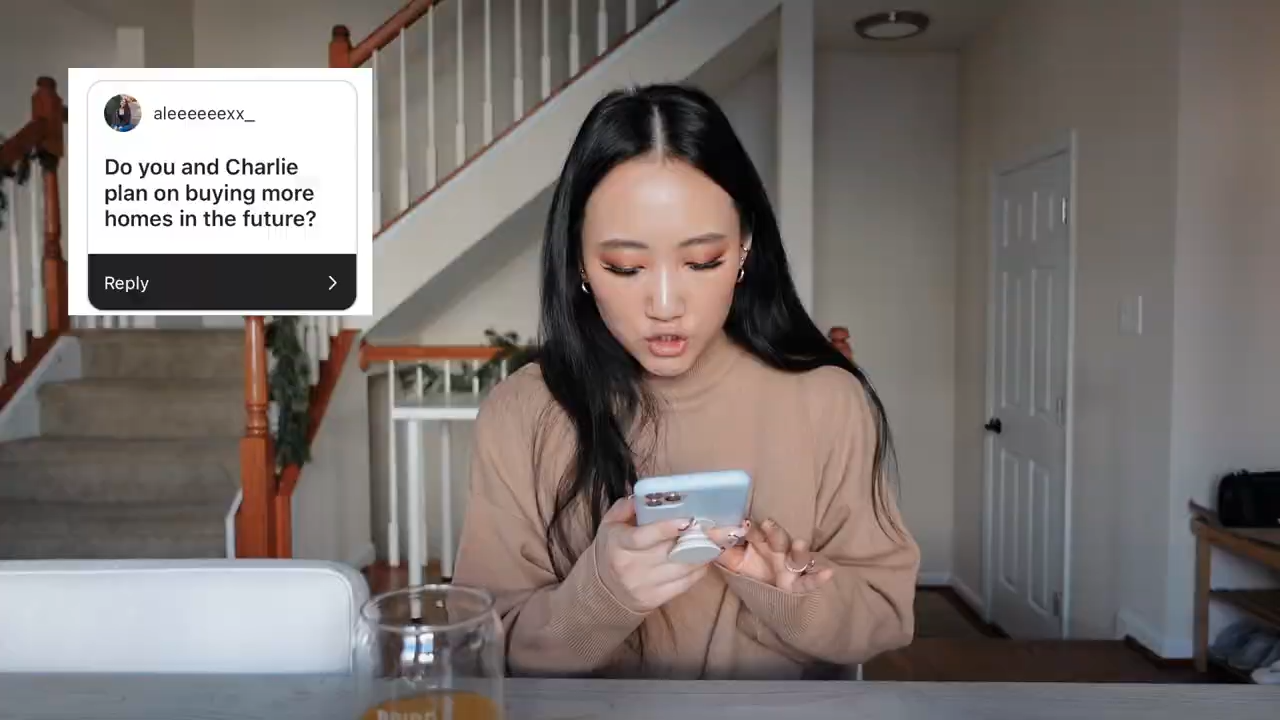 aleeeeeexx_
Do you and Charlie
plan on buying more
homes in the future?
Reply